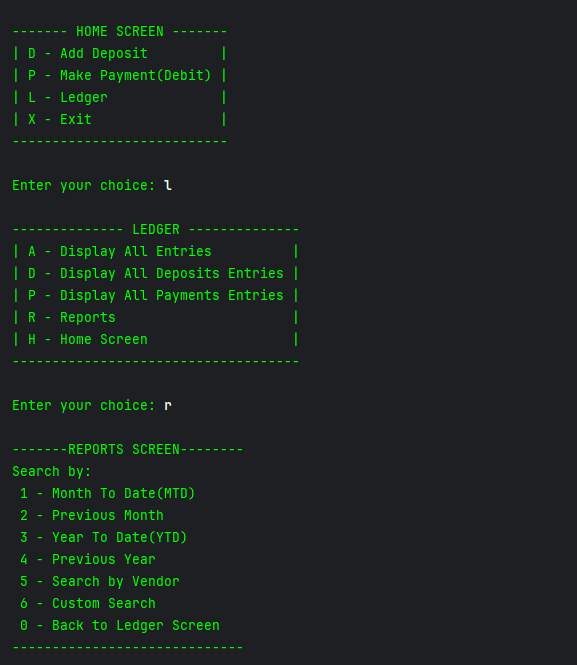 ------- HOME SCREEN -------
| D - Add Deposit         |
| P - Make Payment(Debit) |
| L - Ledger              |
| X - Exit                |
---------------------------
Enter your choice: l
-------------- LEDGER --------------
| A - Display All Entries          |
| D - Display All Deposits Entries |
| P - Display All Payments Entries |
| R - Reports                      |
| H - Home Screen                  |
------------------------------------
Enter your choice: r
-------REPORTS SCREEN--------
Search by:
 1 - Month To Date(MTD)
 2 - Previous Month
 3 - Year To Date(YTD)
 4 - Previous Year
 5 - Search by Vendor
 6 - Custom Search
 0 - Back to Ledger Screen
-----------------------------